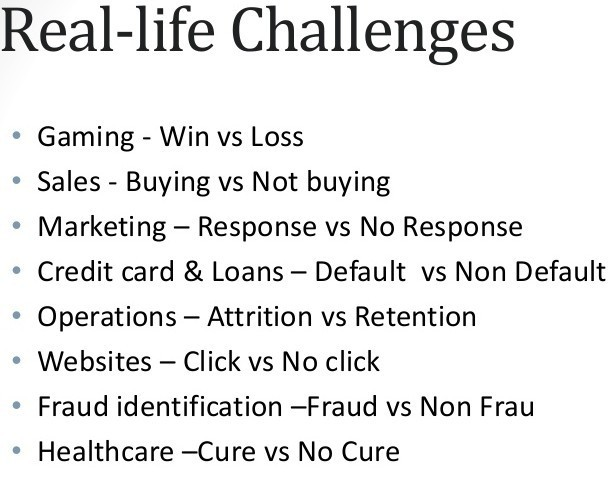 Real-life Challenges
• Gaming - Win vs Loss
• Sales - Buying vs Not buying
• Marketing – Response vs No Response
• Credit card & Loans – Default  vs Non Default
• Operations – Attrition vs Retention
• Websites – Click vs No click
• Fraud identification –Fraud vs Non Frau
• Healthcare –Cure vs No Cure